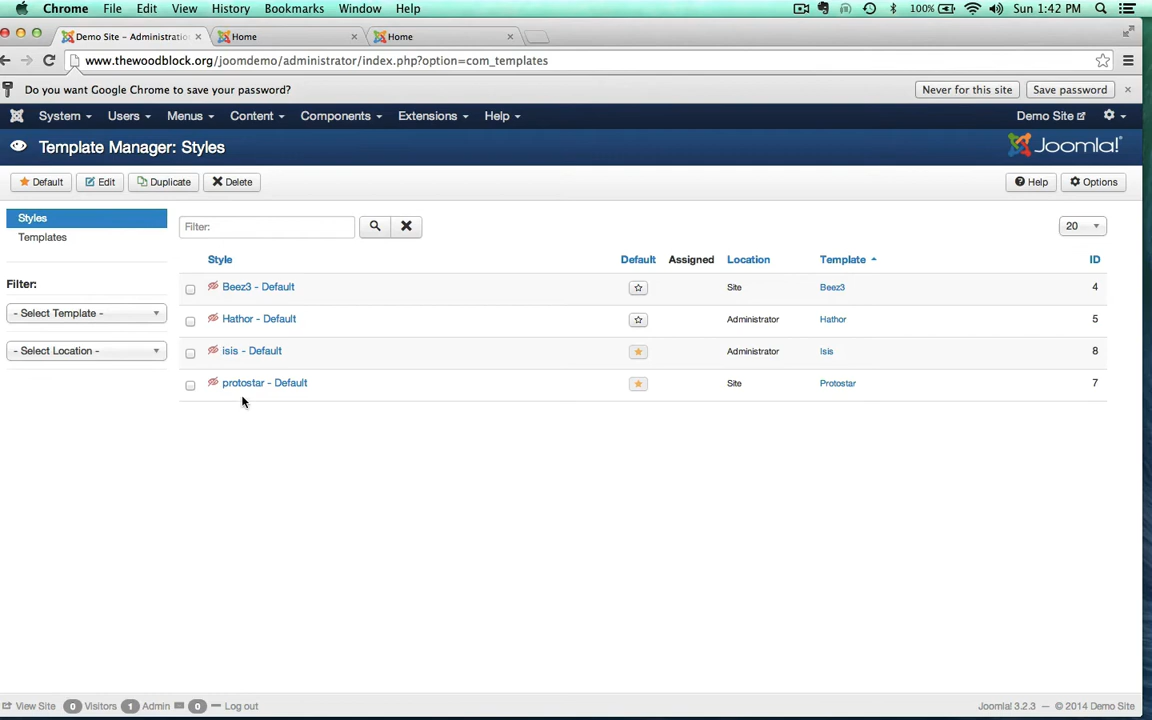 Chrome File Edit View History Bookmarks Window Help 100% Sun 1:42 PM
Demo Site – Administratio × Home × Home ×
www.thewoodblock.org/joomdemo/administrator/index.php?option=com_templates
Do you want Google Chrome to save your password? Never for this site Save password ×
System Users Menus Content Components Extensions Help Demo Site
Template Manager: Styles Joomla!
Default Edit Duplicate Delete Help Options
Styles
Templates
Filter:
- Select Template -
- Select Location -
Filter: 20
Style Default Assigned Location Template ID
Beez3 - Default Site Beez3 4
Hathor - Default Administrator Hathor 5
isis - Default Administrator Isis 8
protostar - Default Site Protostar 7
View Site 0 Visitors 1 Admin 0 Log out Joomla! 3.2.3 — © 2014 Demo Site